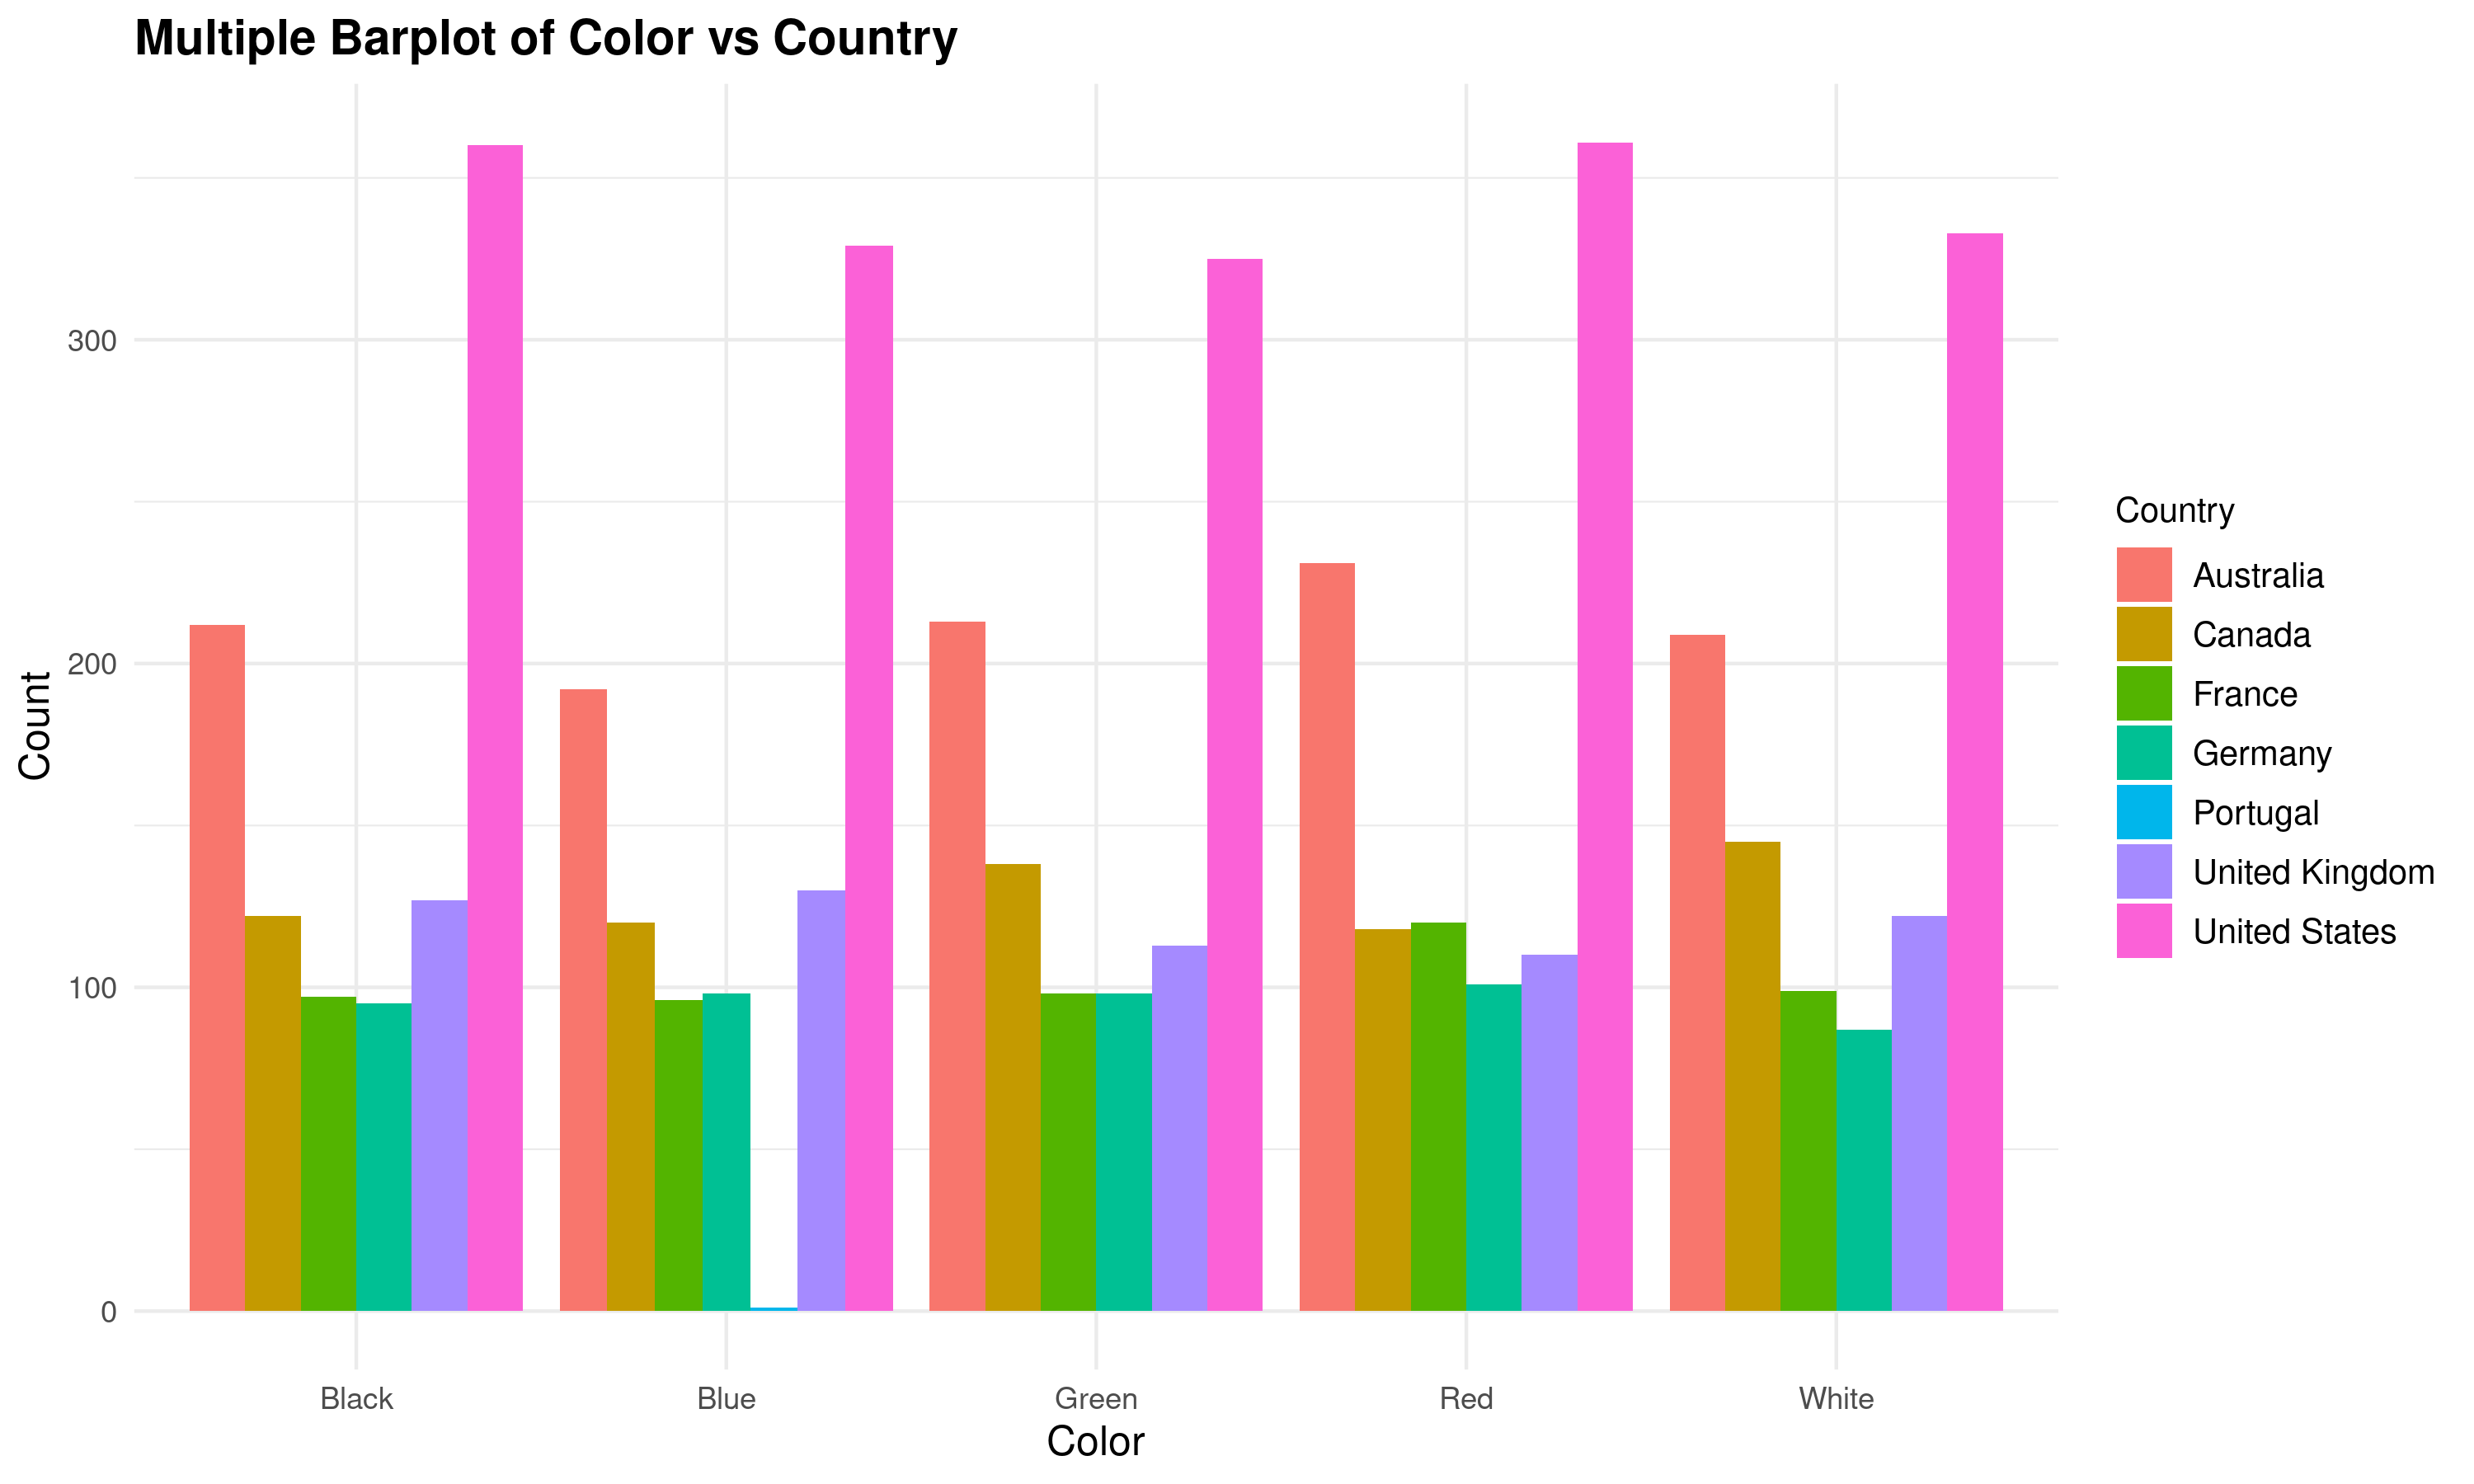 Multiple Barplot of Color vs Country
Count
300
200
100
0
Black Blue Green Red White
Color
Country
Australia
Canada
France
Germany
Portugal
United Kingdom
United States